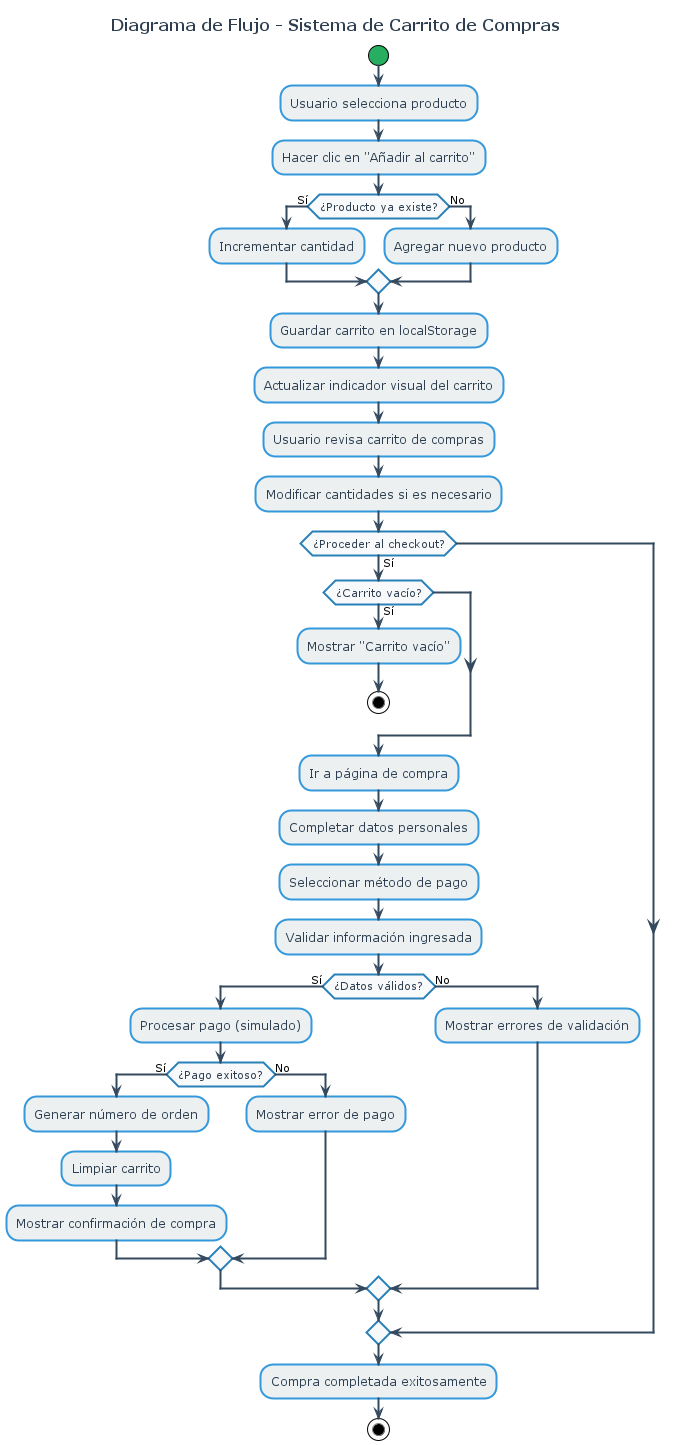 Diagrama de Flujo - Sistema de Carrito de Compras
Usuario selecciona producto
Hacer clic en "Añadir al carrito"
Sí
¿Producto ya existe?
No
Incrementar cantidad
Agregar nuevo producto
Guardar carrito en localStorage
Actualizar indicador visual del carrito
Usuario revisa carrito de compras
Modificar cantidades si es necesario
¿Proceder al checkout?
Sí
¿Carrito vacío?
Sí
Mostrar "Carrito vacío"
Ir a página de compra
Completar datos personales
Seleccionar método de pago
Validar información ingresada
Sí
¿Datos válidos?
No
Procesar pago (simulado)
Mostrar errores de validación
Sí
¿Pago exitoso?
No
Generar número de orden
Mostrar error de pago
Limpiar carrito
Mostrar confirmación de compra
Compra completada exitosamente